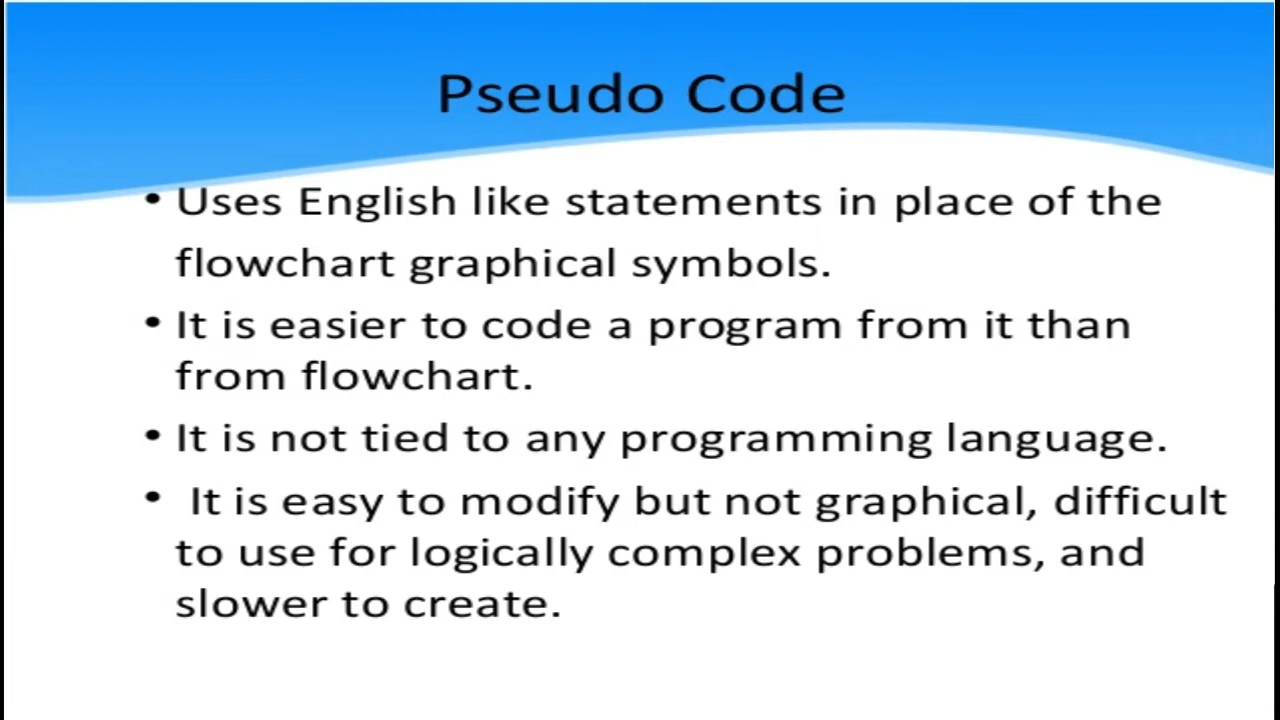 Pseudo Code
• Uses English like statements in place of the
flowchart graphical symbols.
• It is easier to code a program from it than
from flowchart.
• It is not tied to any programming language.
• It is easy to modify but not graphical, difficult
to use for logically complex problems, and
slower to create.